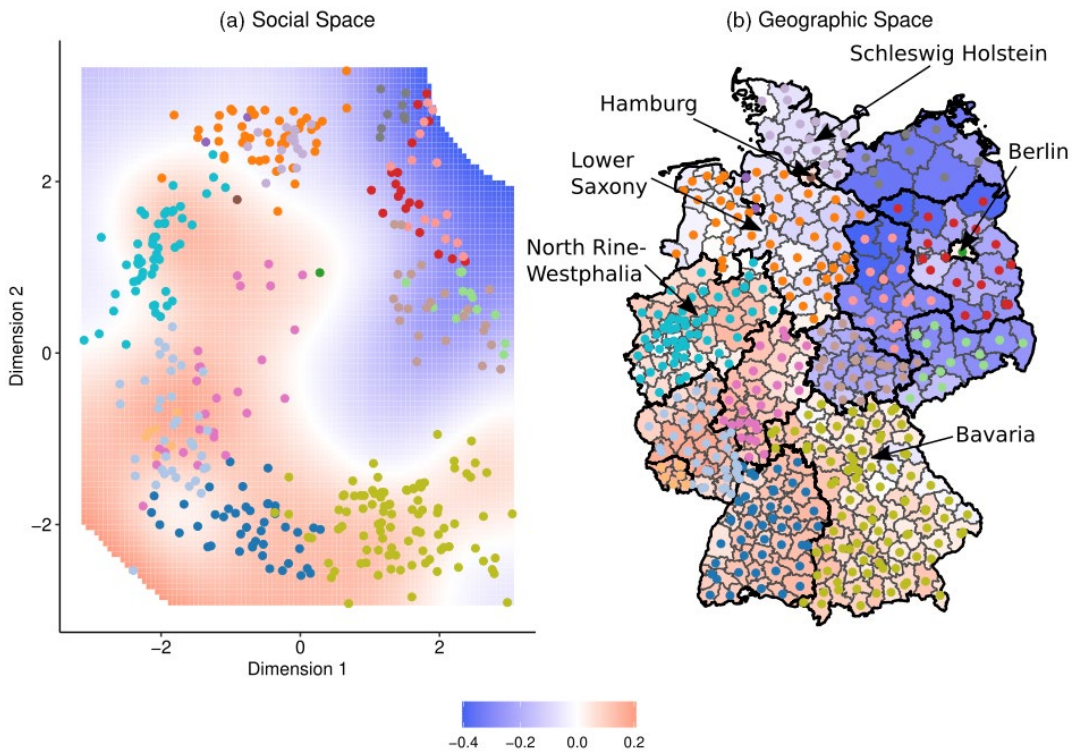 (a) Social Space
(b) Geographic Space
Schleswig Holstein
Hamburg
Berlin
Lower
Saxony
North Rine-
Westphalia
Bavaria
2
0
−2
Dimension 2
−2
0
2
Dimension 1
−0.4
−0.2
0.0
0.2